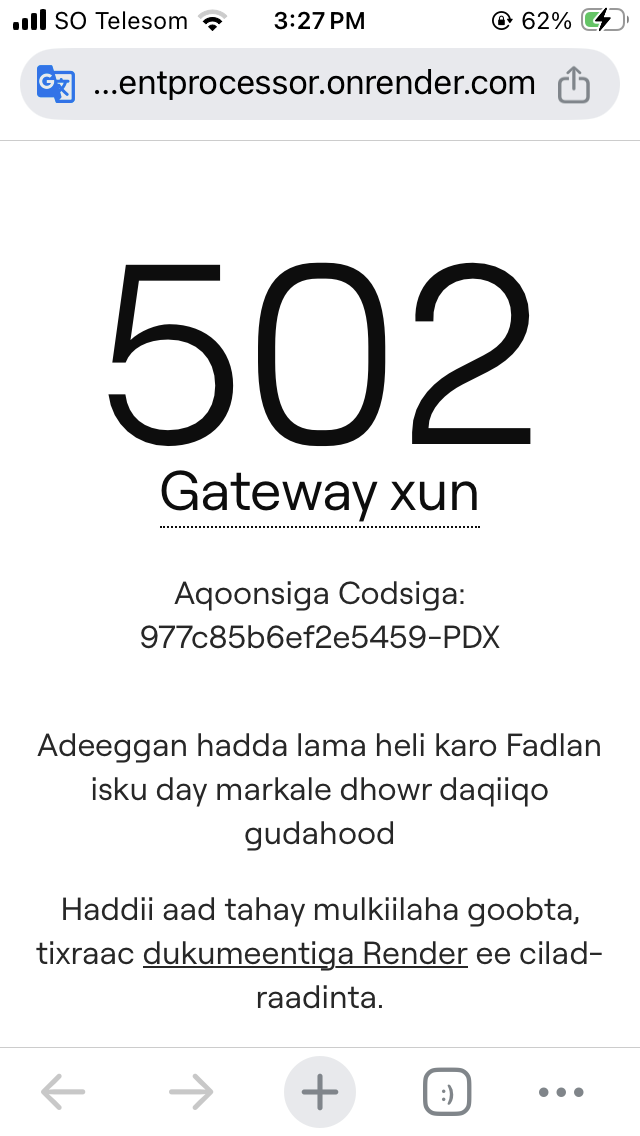 SO Telesom 3:27 PM 62%
...entprocessor.onrender.com
502
Gateway xun
Aqoonsiga Codsiga:
977c85b6ef2e5459-PDX
Adeeggan hadda lama heli karo Fadlan
isku day markale dhowr daqiiqo
gudahood
Haddii aad tahay mulkiilaha goobta,
tixraac dukumeentiga Render ee cilad-
raadinta.
:)